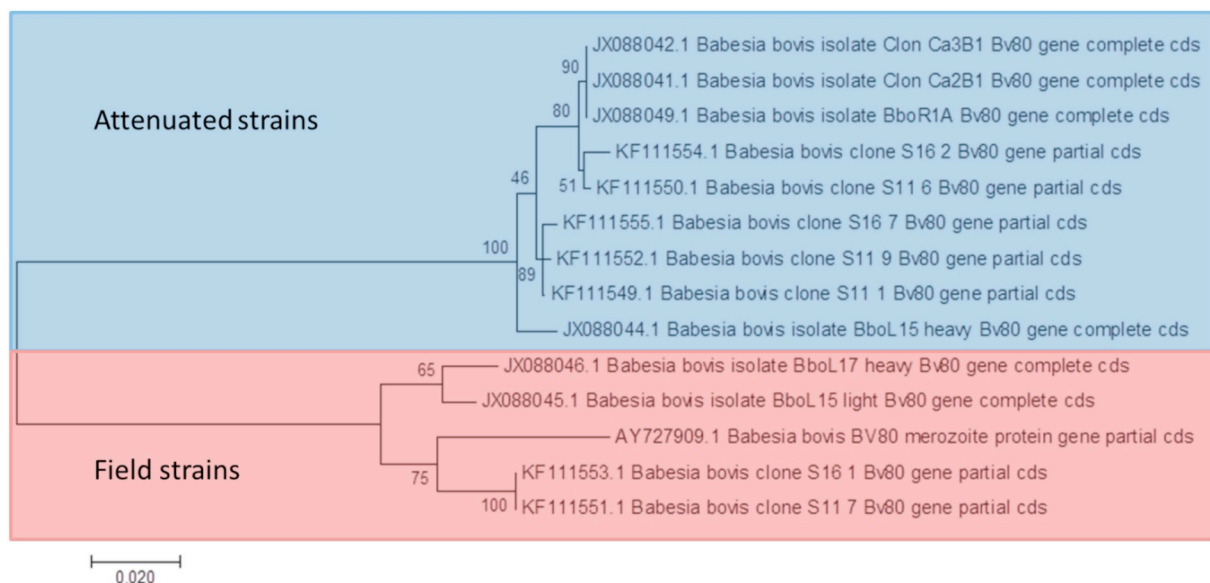 JX088042.1 Babesia bovis isolate Clon Ca3B1 Bv80 gene complete cds
90
JX088041.1 Babesia bovis isolate Clon Ca2B1 Bv80 gene complete cds
80
Attenuated strains
JX088049.1 Babesia bovis isolate BboR1A Bv80 gene complete cds
KF111554.1 Babesia bovis clone S16 2 Bv80 gene partial cds
46
51
KF111550.1 Babesia bovis clone S11 6 Bv80 gene partial cds
KF111555.1 Babesia bovis clone S16 7 Bv80 gene partial cds
100
KF111552.1 Babesia bovis clone S11 9 Bv80 gene partial cds
89
KF111549.1 Babesia bovis clone S11 1 Bv80 gene partial cds
JX088044.1 Babesia bovis isolate BboL15 heavy Bv80 gene complete cds
65
JX088046.1 Babesia bovis isolate BboL17 heavy Bv80 gene complete cds
JX088045.1 Babesia bovis isolate BboL15 light Bv80 gene complete cds
AY727909.1 Babesia bovis BV80 merozoite protein gene partial cds
Field strains
75
KF111553.1 Babesia bovis clone S16 1 Bv80 gene partial cds
100
KF111551.1 Babesia bovis clone S11 7 Bv80 gene partial cds
0.020